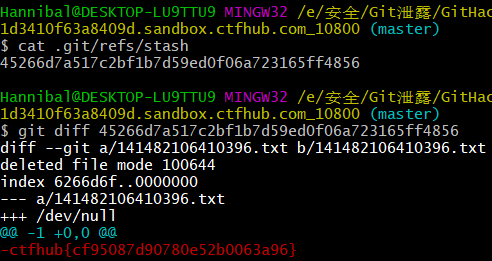 Hannibal@DESKTOP-LU9TTU9 MINGW32 /e/安全/Git泄露/GitHac
1d3410f63a8409d.sandbox.ctfhub.com_10800 (master)
$ cat .git/refs/stash
45266d7a517c2bf1b7d59ed0f06a723165ff4856
Hannibal@DESKTOP-LU9TTU9 MINGW32 /e/安全/Git泄露/GitHac
1d3410f63a8409d.sandbox.ctfhub.com_10800 (master)
$ git diff 45266d7a517c2bf1b7d59ed0f06a723165ff4856
diff --git a/141482106410396.txt b/141482106410396.txt
deleted file mode 100644
index 6266d6f..0000000
--- a/141482106410396.txt
+++ /dev/null
@@ -1 +0,0 @@
-ctfhub{cf95087d90780e52b0063a96}